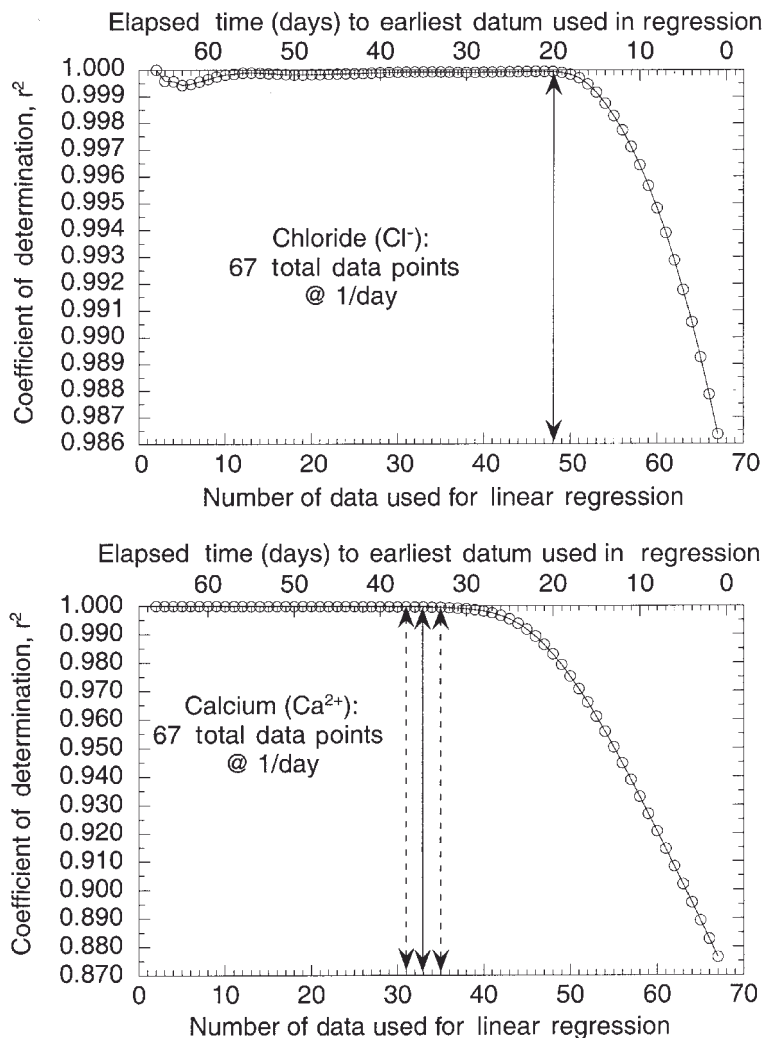 Elapsed time (days) to earliest datum used in regression
60 50 40 30 20 10 0
1.000
0.999
0.998
0.997
0.996
0.995
0.994
0.993
0.992
0.991
0.990
0.989
0.988
0.987
0.986
Coefficient of determination, r²
Chloride (Cl⁻):
67 total data points
@ 1/day
0 10 20 30 40 50 60 70
Number of data used for linear regression
Elapsed time (days) to earliest datum used in regression
60 50 40 30 20 10 0
1.000
0.990
0.980
0.970
0.960
0.950
0.940
0.930
0.920
0.910
0.900
0.890
0.880
0.870
Coefficient of determination, r²
Calcium (Ca²⁺):
67 total data points
@ 1/day
0 10 20 30 40 50 60 70
Number of data used for linear regression